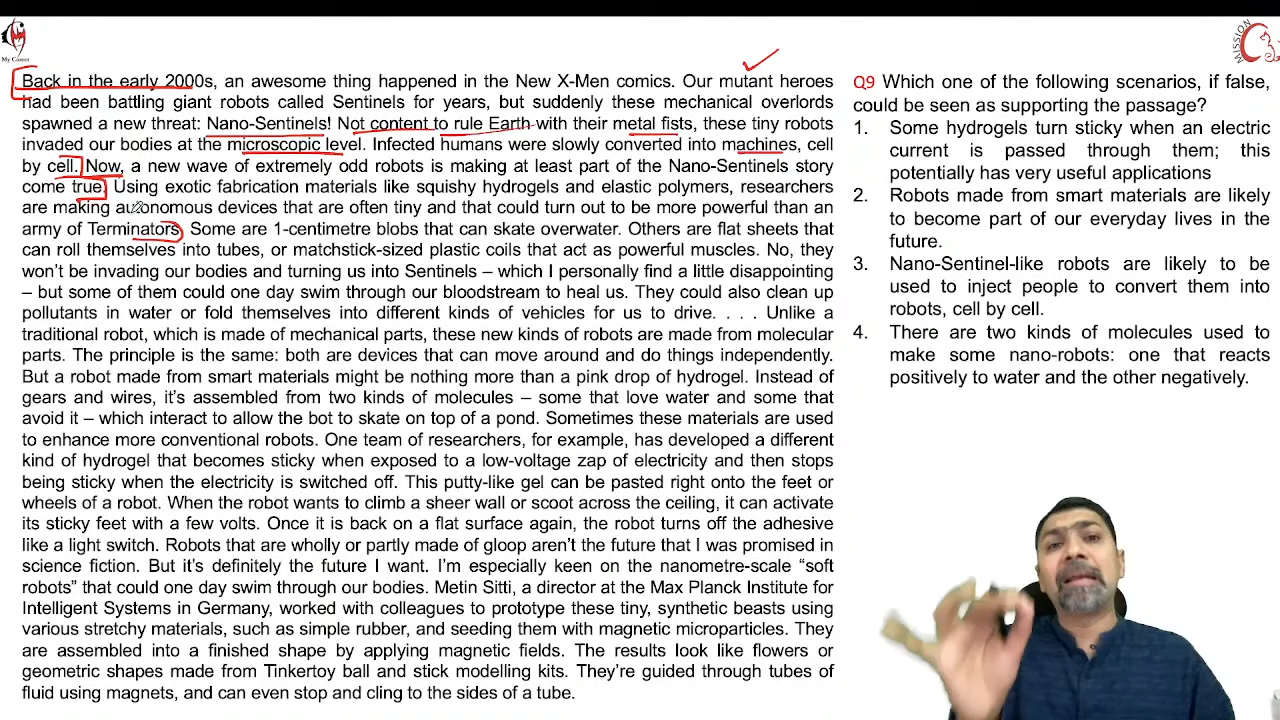 My Career
MISSION
Back in the early 2000s, an awesome thing happened in the New X-Men comics. Our mutant heroes
had been battling giant robots called Sentinels for years, but suddenly these mechanical overlords
spawned a new threat: Nano-Sentinels! Not content to rule Earth with their metal fists, these tiny robots
invaded our bodies at the microscopic level. Infected humans were slowly converted into machines, cell
by cell. Now, a new wave of extremely odd robots is making at least part of the Nano-Sentinels story
come true. Using exotic fabrication materials like squishy hydrogels and elastic polymers, researchers
are making autonomous devices that are often tiny and that could turn out to be more powerful than an
army of Terminators. Some are 1-centimetre blobs that can skate overwater. Others are flat sheets that
can roll themselves into tubes, or matchstick-sized plastic coils that act as powerful muscles. No, they
won't be invading our bodies and turning us into Sentinels – which I personally find a little disappointing
– but some of them could one day swim through our bloodstream to heal us. They could also clean up
pollutants in water or fold themselves into different kinds of vehicles for us to drive. . . . Unlike a
traditional robot, which is made of mechanical parts, these new kinds of robots are made from molecular
parts. The principle is the same: both are devices that can move around and do things independently.
But a robot made from smart materials might be nothing more than a pink drop of hydrogel. Instead of
gears and wires, it's assembled from two kinds of molecules – some that love water and some that
avoid it – which interact to allow the bot to skate on top of a pond. Sometimes these materials are used
to enhance more conventional robots. One team of researchers, for example, has developed a different
kind of hydrogel that becomes sticky when exposed to a low-voltage zap of electricity and then stops
being sticky when the electricity is switched off. This putty-like gel can be pasted right onto the feet or
wheels of a robot. When the robot wants to climb a sheer wall or scoot across the ceiling, it can activate
its sticky feet with a few volts. Once it is back on a flat surface again, the robot turns off the adhesive
like a light switch. Robots that are wholly or partly made of gloop aren't the future that I was promised in
science fiction. But it's definitely the future I want. I'm especially keen on the nanometre-scale “soft
robots” that could one day swim through our bodies. Metin Sitti, a director at the Max Planck Institute for
Intelligent Systems in Germany, worked with colleagues to prototype these tiny, synthetic beasts using
various stretchy materials, such as simple rubber, and seeding them with magnetic microparticles. They
are assembled into a finished shape by applying magnetic fields. The results look like flowers or
geometric shapes made from Tinkertoy ball and stick modelling kits. They're guided through tubes of
fluid using magnets, and can even stop and cling to the sides of a tube.
Q9 Which one of the following scenarios, if false,
could be seen as supporting the passage?
1. Some hydrogels turn sticky when an electric
current is passed through them; this
potentially has very useful applications
2. Robots made from smart materials are likely
to become part of our everyday lives in the
future.
3. Nano-Sentinel-like robots are likely to be
used to inject people to convert them into
robots, cell by cell.
4. There are two kinds of molecules used to
make some nano-robots: one that reacts
positively to water and the other negatively.